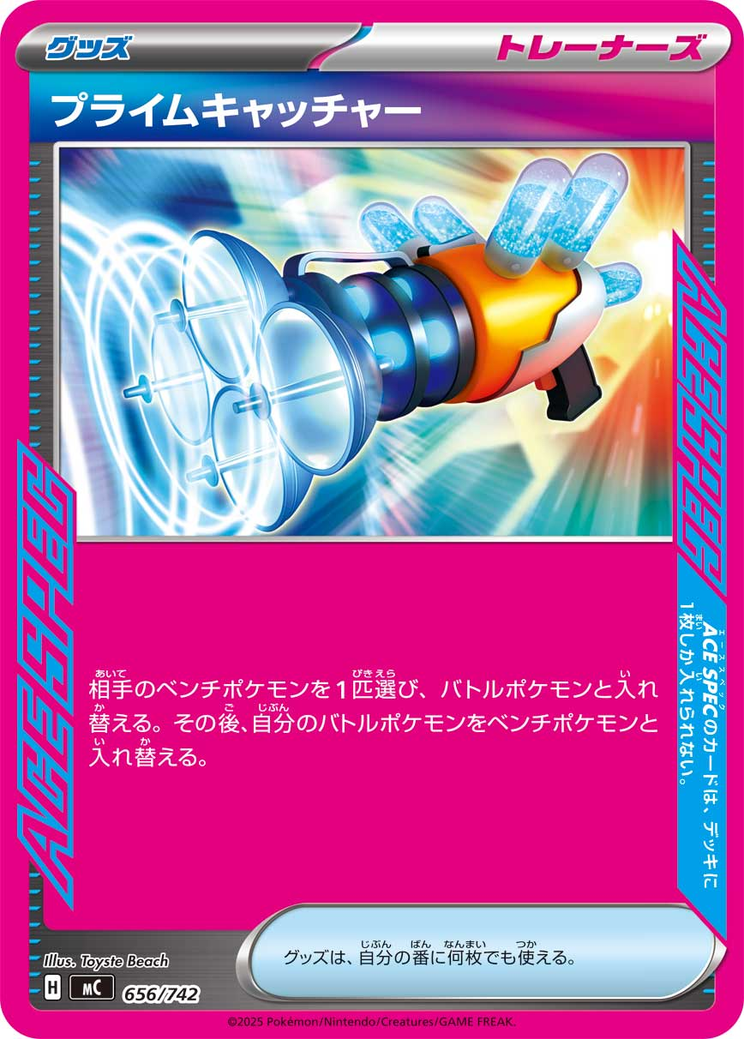 グッズ
トレーナーズ
プライムキャッチャー
ACE SPEC
ACE SPEC
ACE SPECのカードは、デッキに
1枚しか入れられない。
相手のベンチポケモンを1匹選び、バトルポケモンと入れ
替える。その後、自分のバトルポケモンをベンチポケモンと
入れ替える。
Illus. Toyste Beach
グッズは、自分の番に何枚でも使える。
H mC 656/742
©2025 Pokémon/Nintendo/Creatures/GAME FREAK.